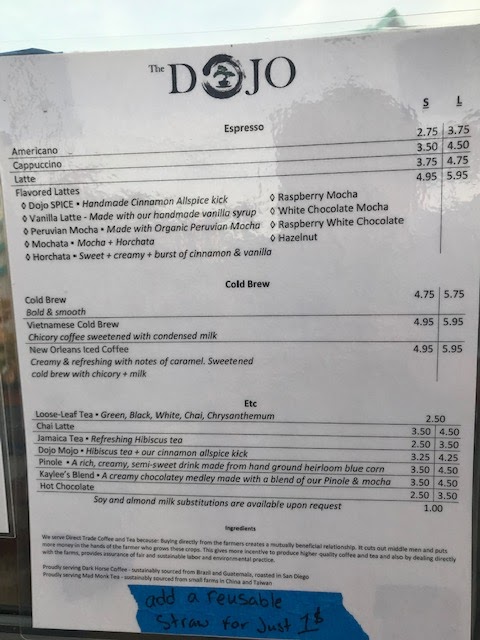 The DOJO
S L
Espresso
Americano 2.75 3.75
Cappuccino 3.50 4.50
Latte 3.75 4.75
Flavored Lattes 4.95 5.95
◊ Dojo SPICE • Handmade Cinnamon Allspice kick ◊ Raspberry Mocha
◊ Vanilla Latte - Made with our handmade vanilla syrup ◊ White Chocolate Mocha
◊ Peruvian Mocha • Made with Organic Peruvian Mocha ◊ Raspberry White Chocolate
◊ Mochata • Mocha + Horchata ◊ Hazelnut
◊ Horchata • Sweet + creamy + burst of cinnamon & vanilla
Cold Brew
Cold Brew 4.75 5.75
Bold & smooth
Vietnamese Cold Brew 4.95 5.95
Chicory coffee sweetened with condensed milk
New Orleans Iced Coffee 4.95 5.95
Creamy & refreshing with notes of caramel. Sweetened
cold brew with chicory + milk
Etc
Loose-Leaf Tea • Green, Black, White, Chai, Chrysanthemum 2.50
Chai Latte 3.50 4.50
Jamaica Tea • Refreshing Hibiscus tea 2.50 3.50
Dojo Mojo • Hibiscus tea + our cinnamon allspice kick 3.25 4.25
Pinole • A rich, creamy, semi-sweet drink made from hand ground heirloom blue corn 3.50 4.50
Kaylee's Blend • A creamy chocolatey medley made with a blend of our Pinole & mocha 3.50 4.50
Hot Chocolate 2.50 3.50
Soy and almond milk substitutions are available upon request 1.00
Ingredients
We serve Direct Trade Coffee and Tea because: Buying directly from the farmers creates a mutually beneficial relationship. It cuts out middle men and puts
more money in the hands of the farmer who grows these crops. This gives more incentive to produce higher quality coffee and tea and also by dealing directly
with the farms, provides assurance of fair and sustainable labor and environmental practice.
Proudly serving Dark Horse Coffee - sustainably sourced from Brazil and Guatemala, roasted in San Diego
Proudly serving Mad Monk Tea - sustainably sourced from small farms in China and Taiwan
add a reusable
straw for just 1$